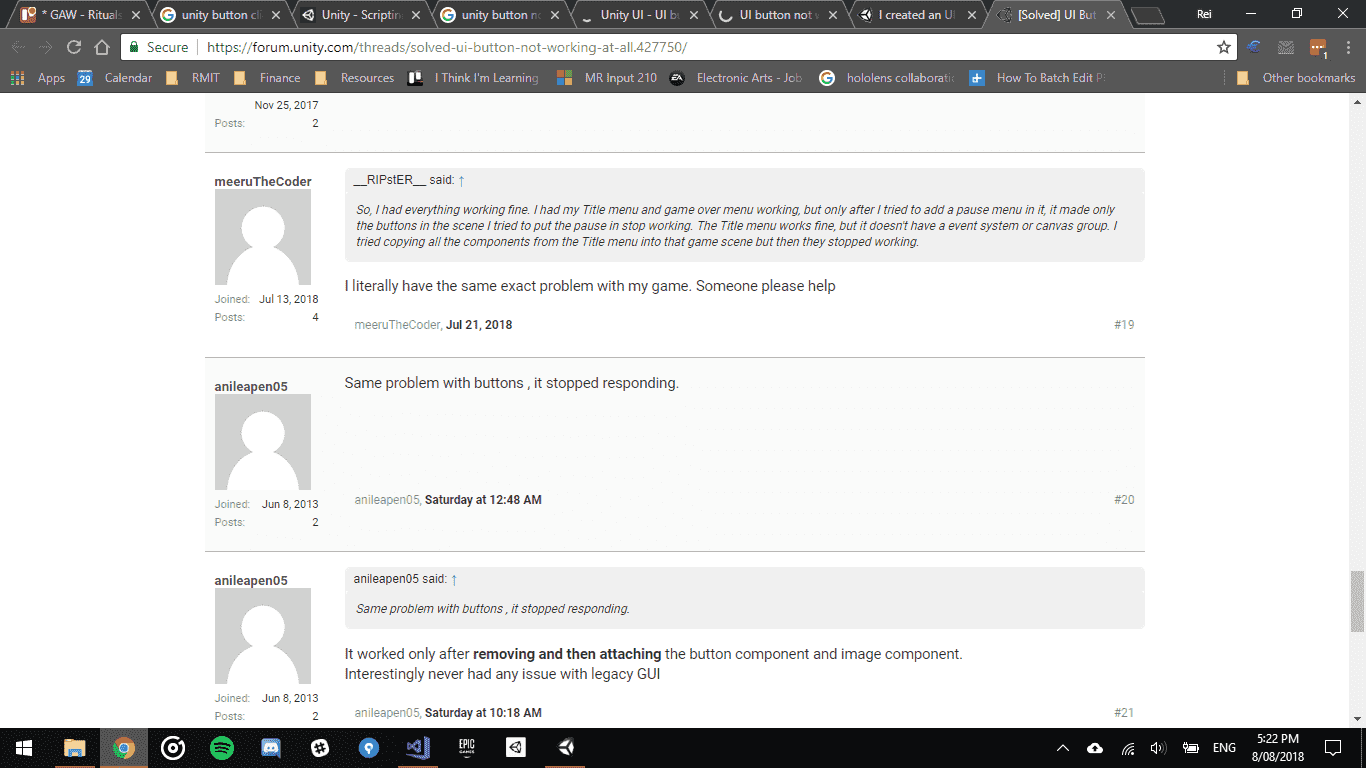 * GAW - Rituals
unity button cli
Unity - Scripting
unity button no
Unity UI - UI bu
UI button not w
I created an UI
[Solved] UI But
Rei
Secure
https://forum.unity.com/threads/solved-ui-button-not-working-at-all.427750/
Apps
29
Calendar
RMIT
Finance
Resources
I Think I'm Learning
MR Input 210
EA
Electronic Arts - Job
hololens collaborati
How To Batch Edit P
Other bookmarks
Nov 25, 2017
Posts: 2
meeruTheCoder
Joined: Jul 13, 2018
Posts: 4
__RIPstER__ said: ↑
So, I had everything working fine. I had my Title menu and game over menu working, but only after I tried to add a pause menu in it, it made only
the buttons in the scene I tried to put the pause in stop working. The Title menu works fine, but it doesn't have a event system or canvas group. I
tried copying all the components from the Title menu into that game scene but then they stopped working.
I literally have the same exact problem with my game. Someone please help
meeruTheCoder, Jul 21, 2018 #19
anileapen05
Joined: Jun 8, 2013
Posts: 2
Same problem with buttons , it stopped responding.
anileapen05, Saturday at 12:48 AM #20
anileapen05
Joined: Jun 8, 2013
Posts: 2
anileapen05 said: ↑
Same problem with buttons , it stopped responding.
It worked only after removing and then attaching the button component and image component.
Interestingly never had any issue with legacy GUI
anileapen05, Saturday at 10:18 AM #21
EPIC
GAMES
ENG
5:22 PM
8/08/2018